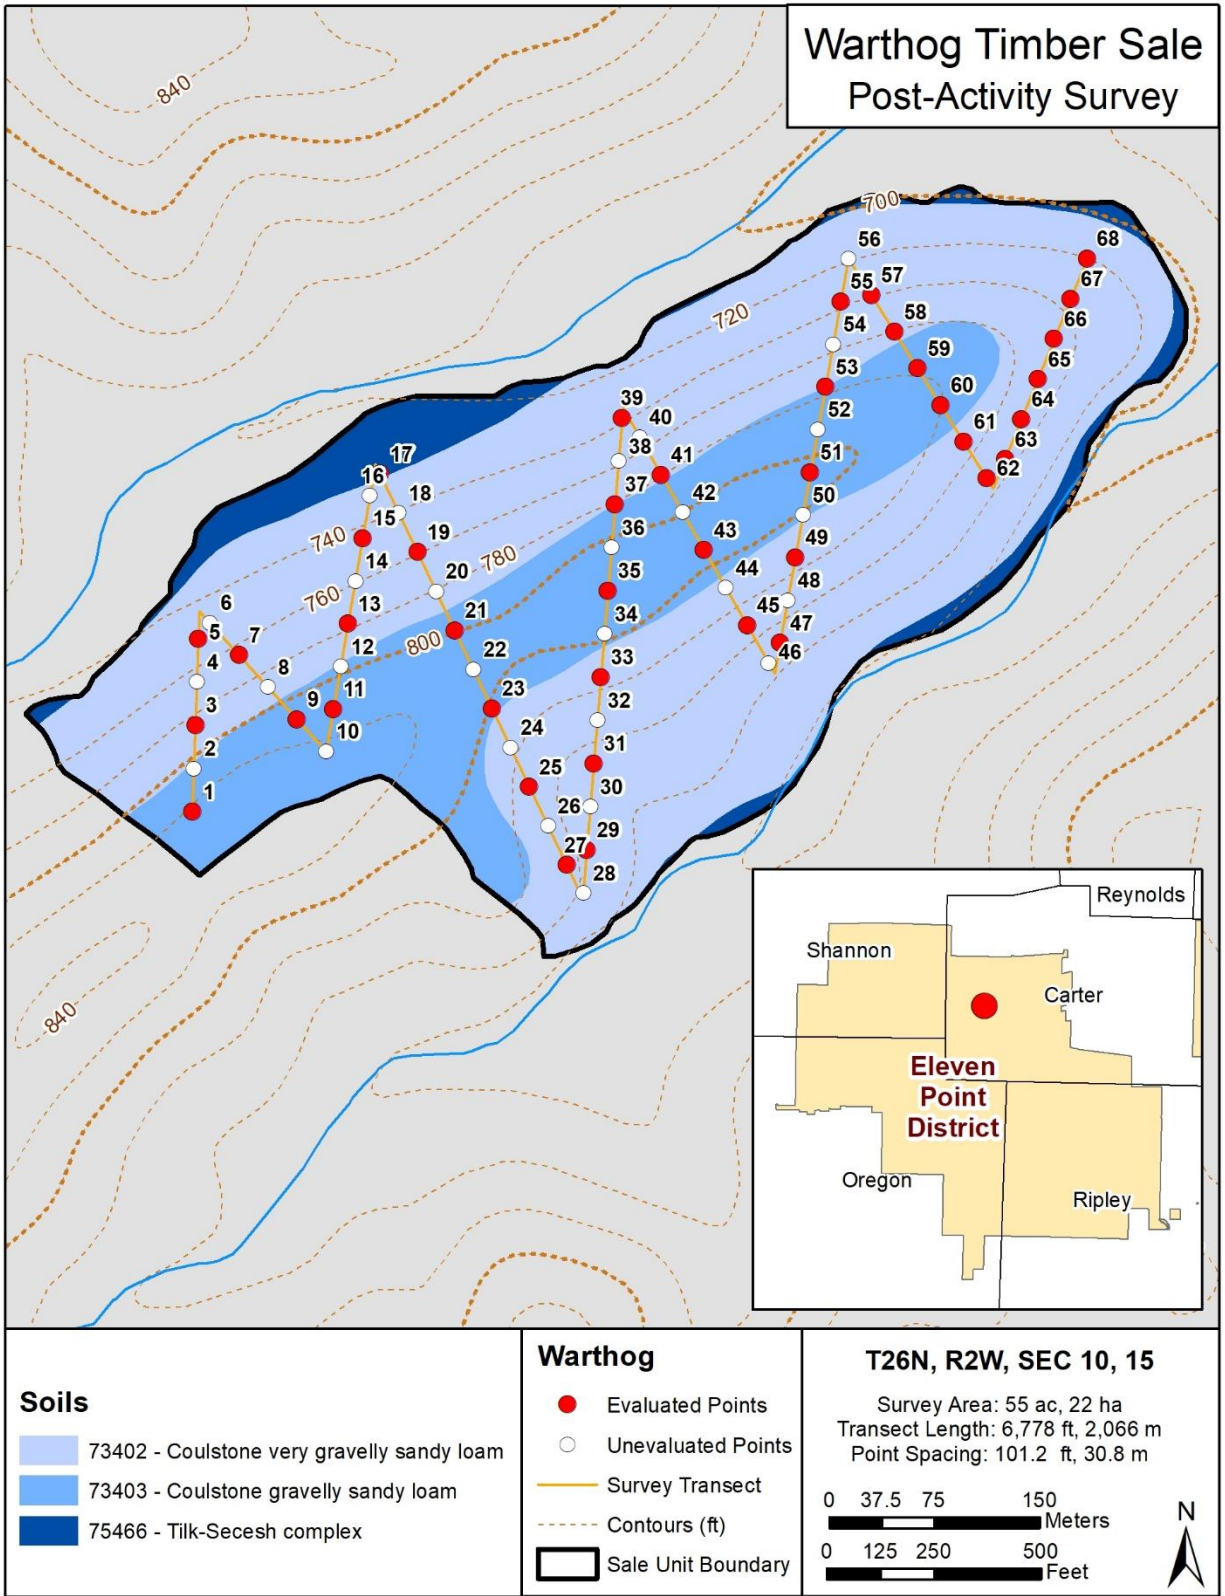 Warthog Timber Sale
Post-Activity Survey
840
700
56
68
67
57
55
720
66
58
54
65
59
53
64
60
39
40
52
61
63
38
17
41
51
62
16
18
37
50
42
15
740
19
36
43
49
780
14
20
35
44
48
760
13
6
21
34
45
47
5
7
12
800
22
33
46
4
8
3
9
11
23
32
2
10
24
31
1
25
30
26
29
27
28
840
Reynolds
Shannon
Carter
Eleven
Point
District
Oregon
Ripley
Soils
73402 - Coulstone very gravelly sandy loam
73403 - Coulstone gravelly sandy loam
75466 - Tilk-Secesh complex
Warthog
Evaluated Points
Unevaluated Points
Survey Transect
Contours (ft)
Sale Unit Boundary
T26N, R2W, SEC 10, 15
Survey Area: 55 ac, 22 ha
Transect Length: 6,778 ft, 2,066 m
Point Spacing: 101.2 ft, 30.8 m
0 37.5 75 150
Meters
0 125 250 500
Feet
N